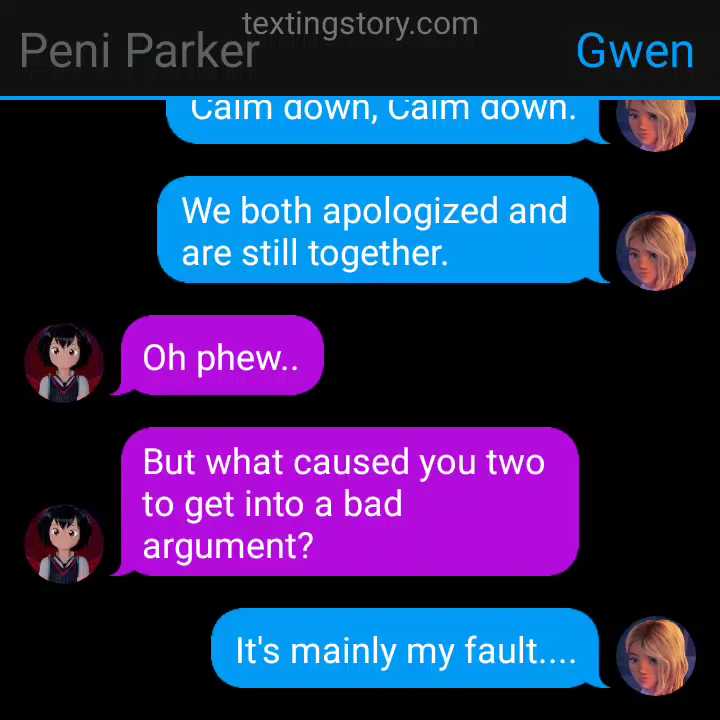 textingstory.com
Peni Parker
Gwen
Calm down, Calm down.
We both apologized and
are still together.
Oh phew..
But what caused you two
to get into a bad
argument?
It's mainly my fault....